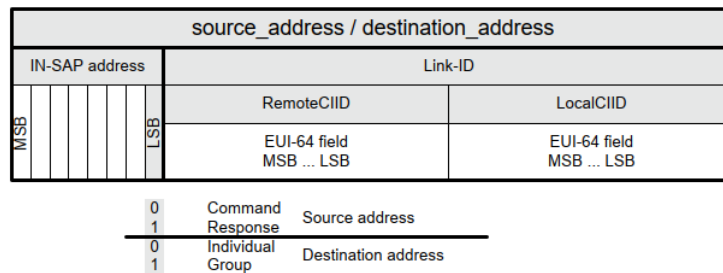 source_address / destination_address
IN-SAP address Link-ID
MSB LSB RemoteCIID LocalCIID
EUI-64 field EUI-64 field
MSB ... LSB MSB ... LSB
0 Command Source address
1 Response
0 Individual Destination address
1 Group